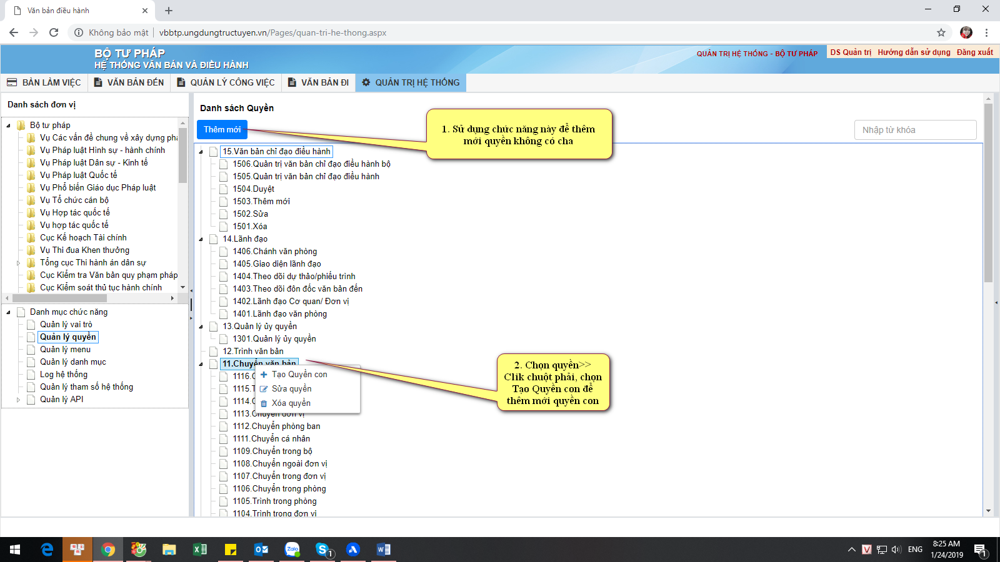 Văn bản điều hành
Không bảo mật
vbbtp.ungdungtructuyen.vn/Pages/quan-tri-he-thong.aspx
BỘ TƯ PHÁP
HỆ THỐNG VĂN BẢN VÀ ĐIỀU HÀNH
QUẢN TRỊ HỆ THỐNG - BỘ TƯ PHÁP
DS Quản trị Hướng dẫn sử dụng Đăng xuất
BÀN LÀM VIỆC
VĂN BẢN ĐẾN
QUẢN LÝ CÔNG VIỆC
VĂN BẢN ĐI
QUẢN TRỊ HỆ THỐNG
Danh sách đơn vị
Bộ tư pháp
Vụ Các vấn đề chung về xây dựng phá
Vụ Pháp luật Hình sự - hành chính
Vụ Pháp luật Dân sự - Kinh tế
Vụ Pháp luật Quốc tế
Vụ Phổ biến Giáo dục Pháp luật
Vụ Tổ chức cán bộ
Vụ Hợp tác quốc tế
Vụ hợp tác quốc tế
Cục Kế hoạch Tài chính
Vụ Thi đua Khen thưởng
Tổng cục Thi hành án dân sự
Cục Kiểm tra Văn bản quy phạm pháp
Cục Kiểm soát thủ tục hành chính
Danh mục chức năng
Quản lý vai trò
Quản lý quyền
Quản lý menu
Quản lý danh mục
Log hệ thống
Quản lý tham số hệ thống
Quản lý API
Danh sách Quyền
Thêm mới
Nhập từ khóa
1. Sử dụng chức năng này để thêm
mới quyền không có cha
15.Văn bản chỉ đạo điều hành
1506.Quản trị văn bản chỉ đạo điều hành bộ
1505.Quản trị văn bản chỉ đạo điều hành
1504.Duyệt
1503.Thêm mới
1502.Sửa
1501.Xóa
14.Lãnh đạo
1406.Chánh văn phòng
1405.Giao diện lãnh đạo
1404.Theo dõi dự thảo/phiếu trình
1403.Theo dõi đôn đốc văn bản đến
1402.Lãnh đạo Cơ quan/ Đơn vị
1401.Lãnh đạo văn phòng
13.Quản lý ủy quyền
1301.Quản lý ủy quyền
12.Trình văn bản
11.Chuyển văn bản
1116.C
1115.T
1114.C
1113.Chuyển đơn vị
1112.Chuyển phòng ban
1111.Chuyển cá nhân
1109.Chuyển trong bộ
1108.Chuyển ngoài đơn vị
1107.Chuyển trong đơn vị
1106.Chuyển trong phòng
1105.Trình trong phòng
1104.Trình trong đơn vị
Tạo Quyền con
Sửa quyền
Xóa quyền
2. Chọn quyền>>
Clik chuột phải, chọn
Tạo Quyền con để
thêm mới quyền con
ENG
8:25 AM
1/24/2019